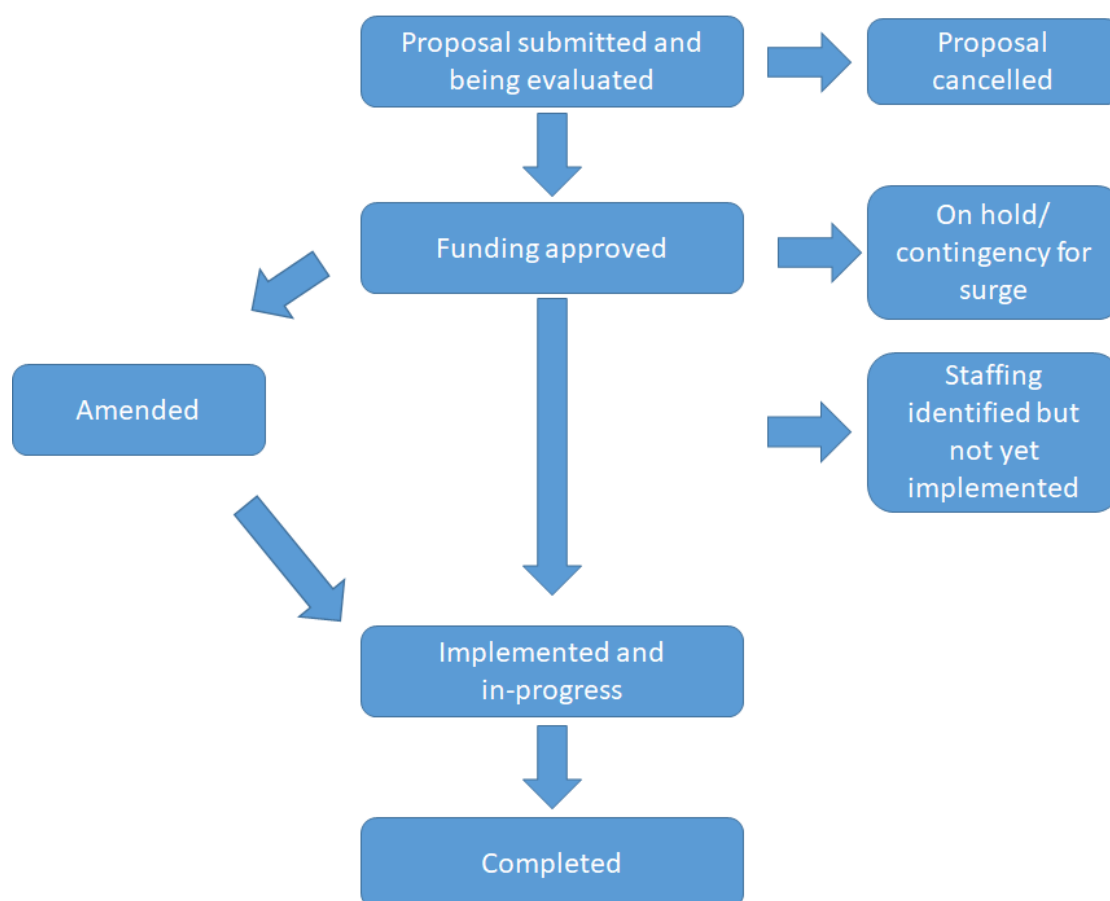 Proposal submitted and
being evaluated
Proposal
cancelled
Funding approved
On hold/
contingency for
surge
Amended
Staffing
identified but
not yet
implemented
Implemented and
in-progress
Completed